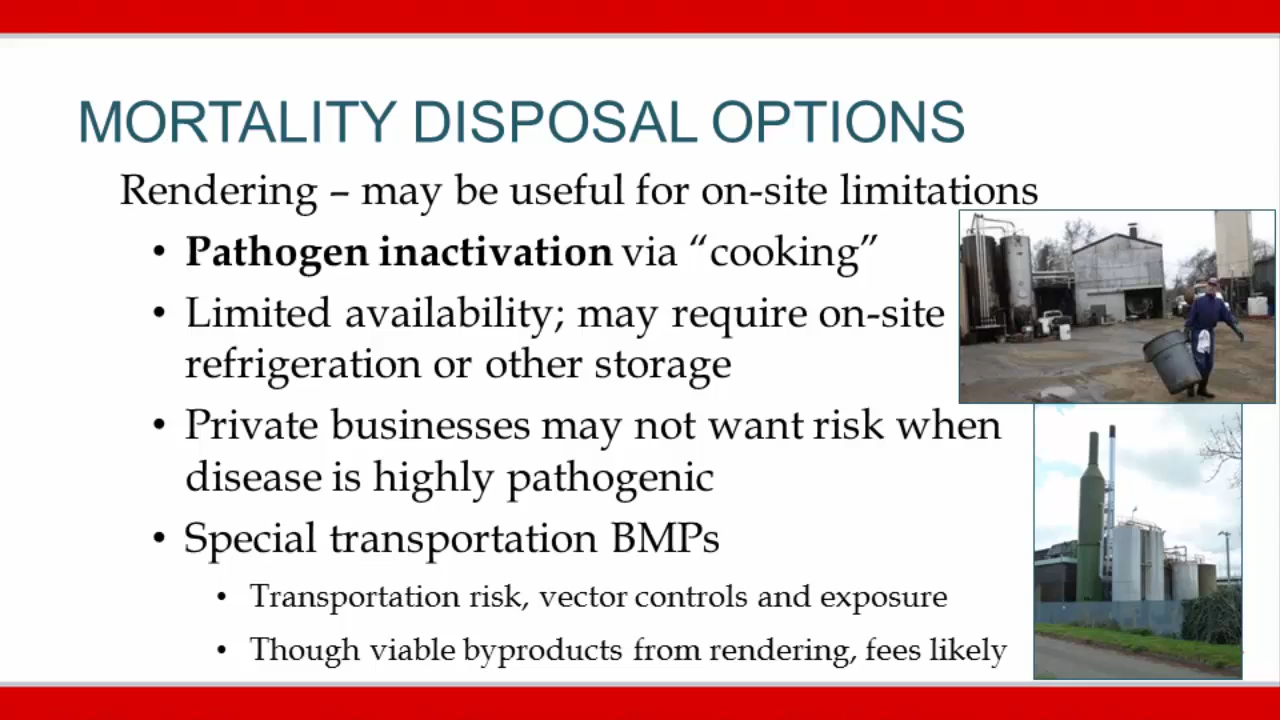 MORTALITY DISPOSAL OPTIONS
Rendering – may be useful for on-site limitations
• Pathogen inactivation via “cooking”
• Limited availability; may require on-site
refrigeration or other storage
• Private businesses may not want risk when
disease is highly pathogenic
• Special transportation BMPs
• Transportation risk, vector controls and exposure
• Though viable byproducts from rendering, fees likely